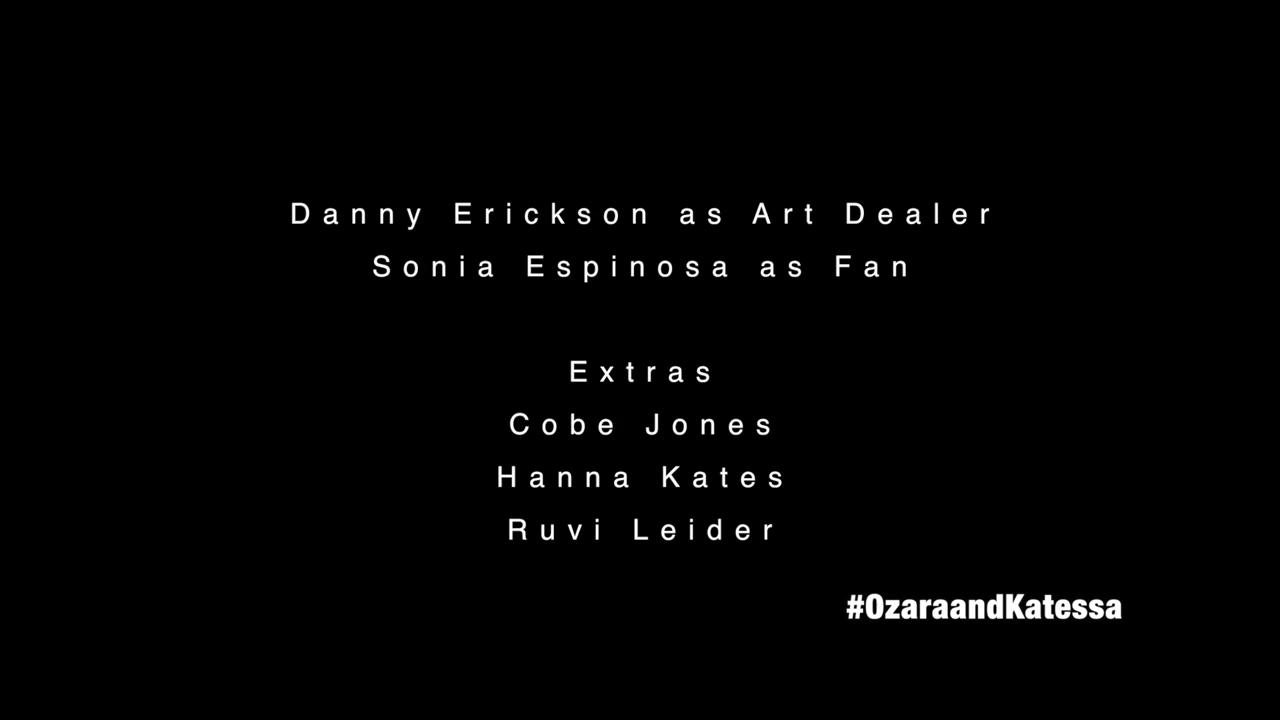 Danny Erickson as Art Dealer
Sonia Espinosa as Fan
Extras
Cobe Jones
Hanna Kates
Ruvi Leider
#OzaraandKatessa